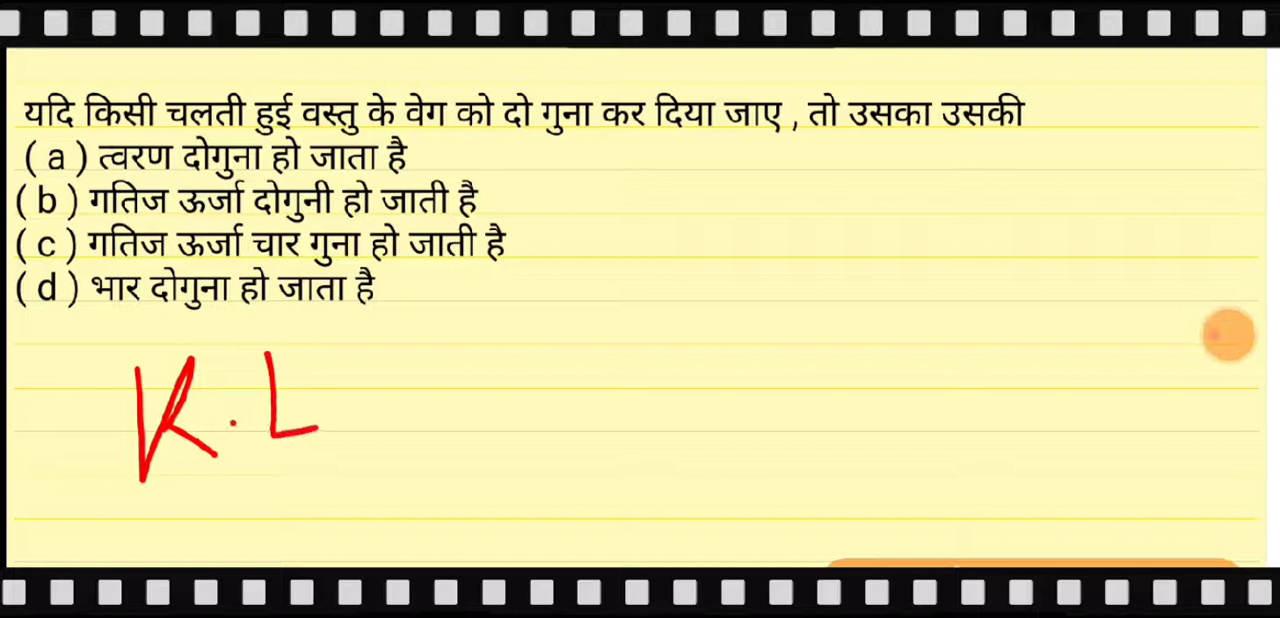 यदि किसी चलती हुई वस्तु के वेग को दो गुना कर दिया जाए , तो उसका उसकी
( a ) त्वरण दोगुना हो जाता है
( b ) गतिज ऊर्जा दोगुनी हो जाती है
( c ) गतिज ऊर्जा चार गुना हो जाती है
( d ) भार दोगुना हो जाता है
K . L